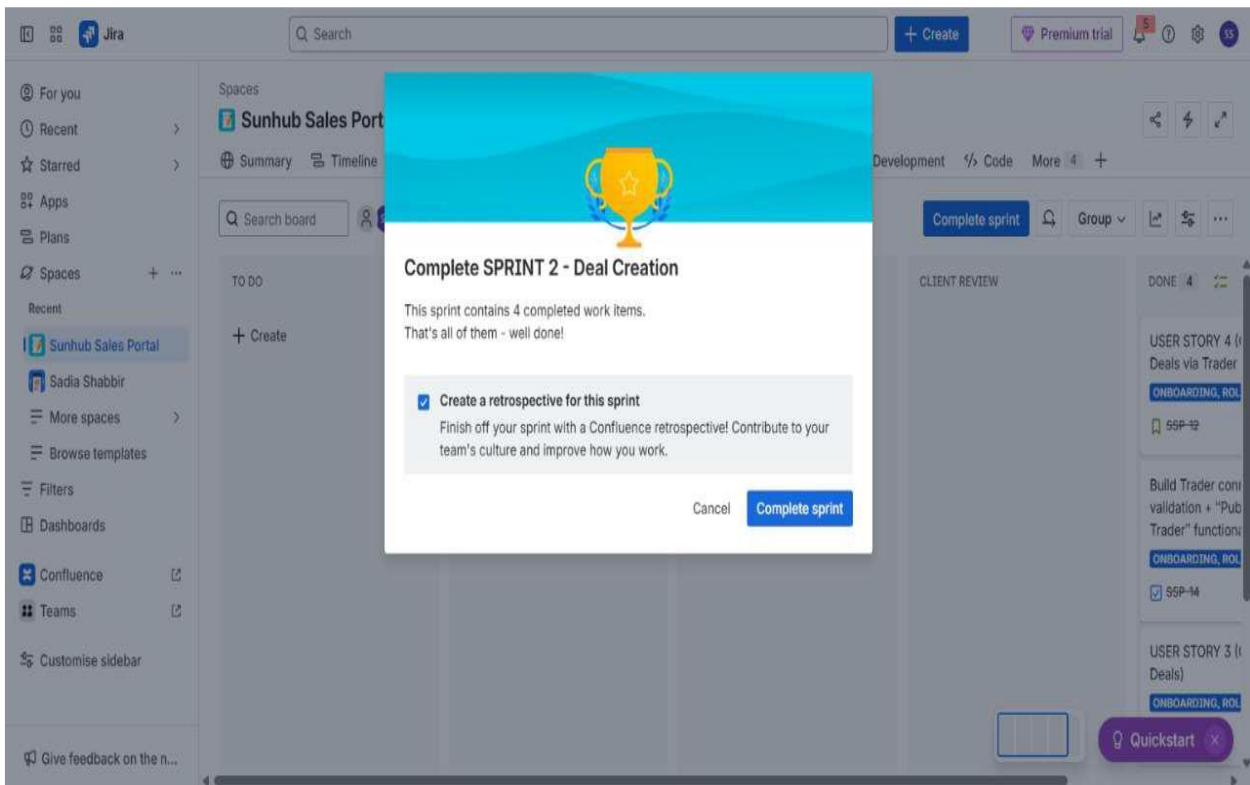 Jira
Search
+ Create
Premium trial
5
SS
For you
Recent
Starred
Apps
Plans
Spaces
Recent
Sunhub Sales Portal
Sadia Shabbir
More spaces
Browse templates
Filters
Dashboards
Confluence
Teams
Customise sidebar
Give feedback on the n...
Spaces
Sunhub Sales Port
Summary
Timeline
Development
Code
More 4 +
Search board
Complete sprint
Group
TO DO
+ Create
CLIENT REVIEW
DONE 4
USER STORY 4 (
Deals via Trader
ONBOARDING, ROL
SSP-12
Build Trader
validation + "Pub
Trader" function
ONBOARDING, ROL
SSP-14
USER STORY 3 (
Deals)
ONBOARDING, ROL
Quickstart
Complete SPRINT 2 - Deal Creation
This sprint contains 4 completed work items.
That's all of them - well done!
Create a retrospective for this sprint
Finish off your sprint with a Confluence retrospective! Contribute to your
team's culture and improve how you work.
Cancel
Complete sprint